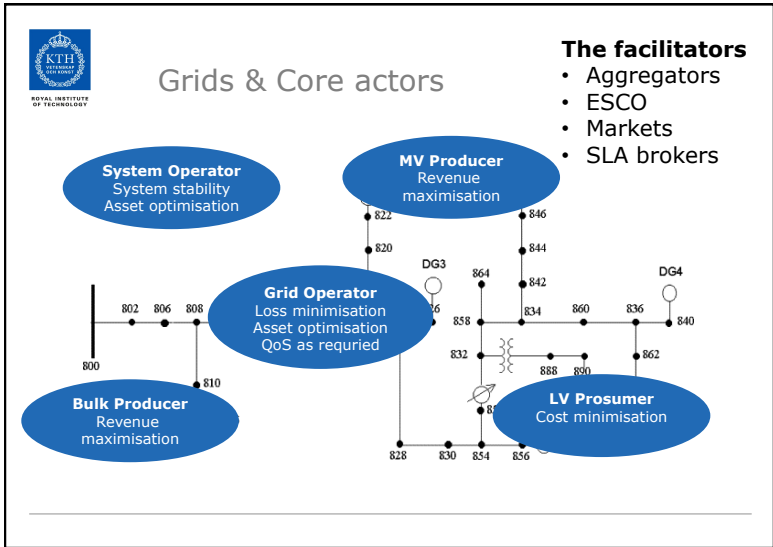 KTH
VETENSKAP
OCH KONST
ROYAL INSTITUTE
OF TECHNOLOGY
Grids & Core actors
The facilitators
• Aggregators
• ESCO
• Markets
• SLA brokers
System Operator
System stability
Asset optimisation
MV Producer
Revenue
maximisation
822
846
820
844
DG3
864
842
DG4
Grid Operator
Loss minimisation
Asset optimisation
QoS as requried
26
802
806
808
858
834
860
836
840
800
832
888
890
862
810
Bulk Producer
Revenue
maximisation
LV Prosumer
Cost minimisation
828
830
854
856